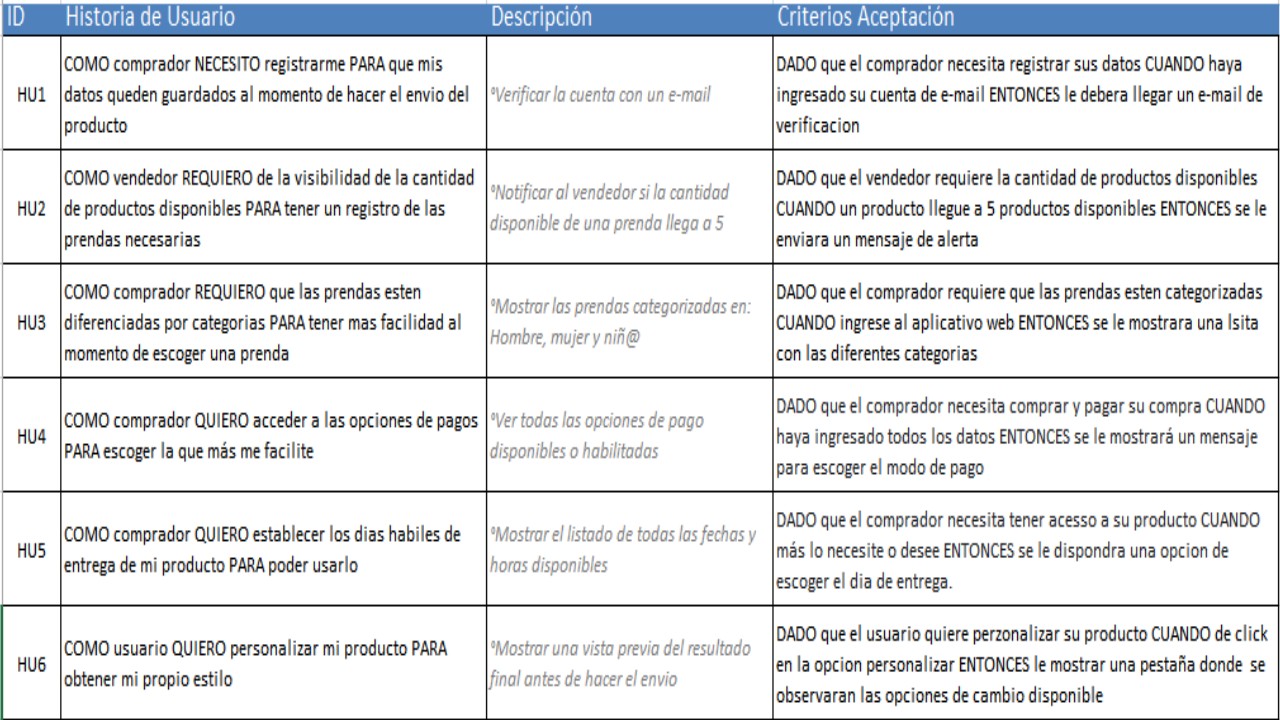 ID Historia de Usuario Descripción Criterios Aceptación
HU1
COMO comprador NECESITO registrarme PARA que mis
datos queden guardados al momento de hacer el envio del
producto
°Verificar la cuenta con un e-mail
DADO que el comprador necesita registrar sus datos CUANDO haya
ingresado su cuenta de e-mail ENTONCES le debera llegar un e-mail de
verificacion
HU2
COMO vendedor REQUIERO de la visibilidad de la cantidad
de productos disponibles PARA tener un registro de las
prendas necesarias
°Notificar al vendedor si la cantidad
disponible de una prenda llega a 5
DADO que el vendedor requiere la cantidad de productos disponibles
CUANDO un producto llegue a 5 productos disponibles ENTONCES se le
enviara un mensaje de alerta
HU3
COMO comprador REQUIERO que las prendas esten
diferenciadas por categorias PARA tener mas facilidad al
momento de escoger una prenda
°Mostrar las prendas categorizadas en:
Hombre, mujer y niñ@
DADO que el comprador requiere que las prendas esten categorizadas
CUANDO ingrese al aplicativo web ENTONCES se le mostrara una lsita
con las diferentes categorias
HU4
COMO comprador QUIERO acceder a las opciones de pagos
PARA escoger la que más me facilite
°Ver todas las opciones de pago
disponibles o habilitadas
DADO que el comprador necesita comprar y pagar su compra CUANDO
haya ingresado todos los datos ENTONCES se le mostrará un mensaje
para escoger el modo de pago
HU5
COMO comprador QUIERO establecer los dias habiles de
entrega de mi producto PARA poder usarlo
°Mostrar el listado de todas las fechas y
horas disponibles
DADO que el comprador necesita tener acesso a su producto CUANDO
más lo necesite o desee ENTONCES se le dispondra una opcion de
escoger el dia de entrega.
HU6
COMO usuario QUIERO personalizar mi producto PARA
obtener mi propio estilo
°Mostrar una vista previa del resultado
final antes de hacer el envio
DADO que el usuario quiere perzonalizar su producto CUANDO de click
en la opcion personalizar ENTONCES le mostrar una pestaña donde se
observaran las opciones de cambio disponible